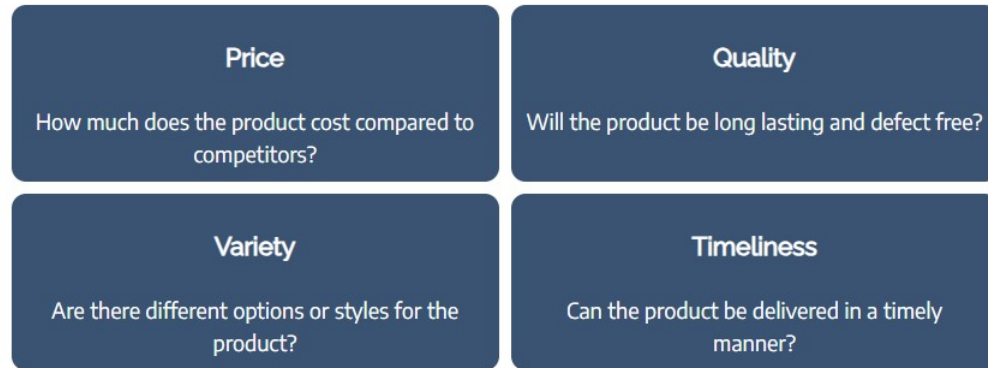 Price
How much does the product cost compared to
competitors?
Quality
Will the product be long lasting and defect free?
Variety
Are there different options or styles for the
product?
Timeliness
Can the product be delivered in a timely
manner?